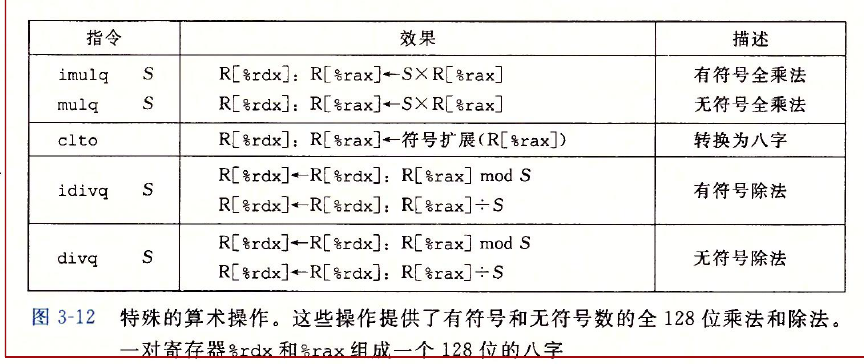 指令 效果 描述
imulq S R[%rdx]: R[%rax]←S×R[%rax] 有符号全乘法
mulq S R[%rdx]: R[%rax]←S×R[%rax] 无符号全乘法
clto R[%rdx]: R[%rax]←符号扩展(R[%rax]) 转换为八字
idivq S R[%rdx]←R[%rdx]: R[%rax] mod S 有符号除法
R[%rdx]←R[%rdx]: R[%rax]÷S
divq S R[%rdx]←R[%rdx]: R[%rax] mod S 无符号除法
R[%rdx]←R[%rdx]: R[%rax]÷S
图 3-12 特殊的算术操作。这些操作提供了有符号和无符号数的全 128 位乘法和除法。
一对寄存器%rdx 和%rax 组成一个 128 位的八字